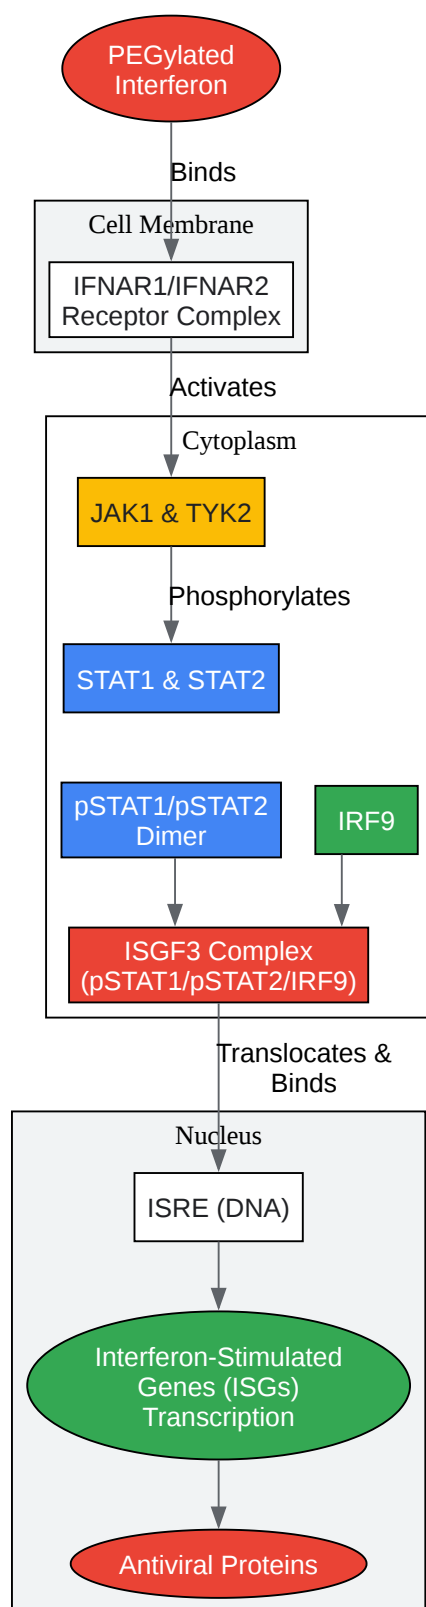 PEGylated
Interferon
Binds
Cell Membrane
IFNAR1/IFNAR2
Receptor Complex
Activates
Cytoplasm
JAK1 & TYK2
Phosphorylates
STAT1 & STAT2
pSTAT1/pSTAT2
Dimer
IRF9
ISGF3 Complex
(pSTAT1/pSTAT2/IRF9)
Translocates &
Binds
Nucleus
ISRE (DNA)
Interferon-Stimulated
Genes (ISGs)
Transcription
Antiviral Proteins